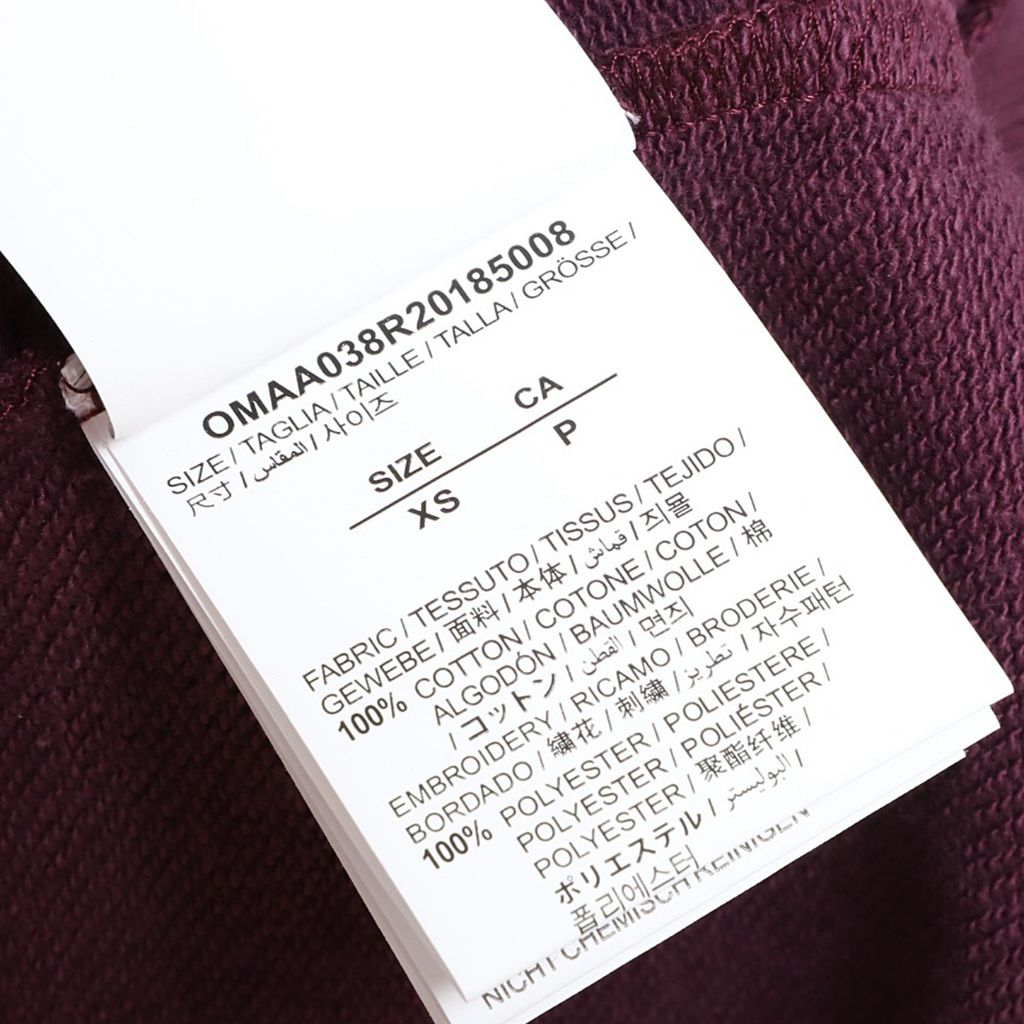 OMAA038R20185008
SIZE / TAGLIA / TAILLE / TALLA / GRÖSSE /
尺寸 / المقاس / 사이즈
SIZE CA
XS P
FABRIC / TESSUTO / TISSUS / TEJIDO /
GEWEBE / 面料 / 本体 / قماش / 직물
100% COTTON / COTONE / COTON /
ALGODÓN / BAUMWOLLE / 棉
/ コットン / القطن / 면직
EMBROIDERY / RICAMO / BRODERIE /
BORDADO / 繍花 / 刺繍 / تطريز / 자수패턴
100% POLYESTER / POLIESTERE /
POLYESTER / POLIÉSTER /
POLYESTER / 聚酯纤维 /
ポリエステル / البوليستر /
폴리에스터
NICHT CHEMISCH REINIGEN